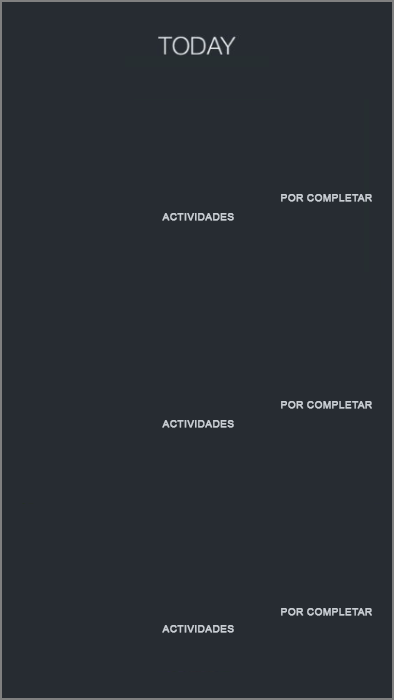 TODAY
POR COMPLETAR
ACTIVIDADES
POR COMPLETAR
ACTIVIDADES
POR COMPLETAR
ACTIVIDADES